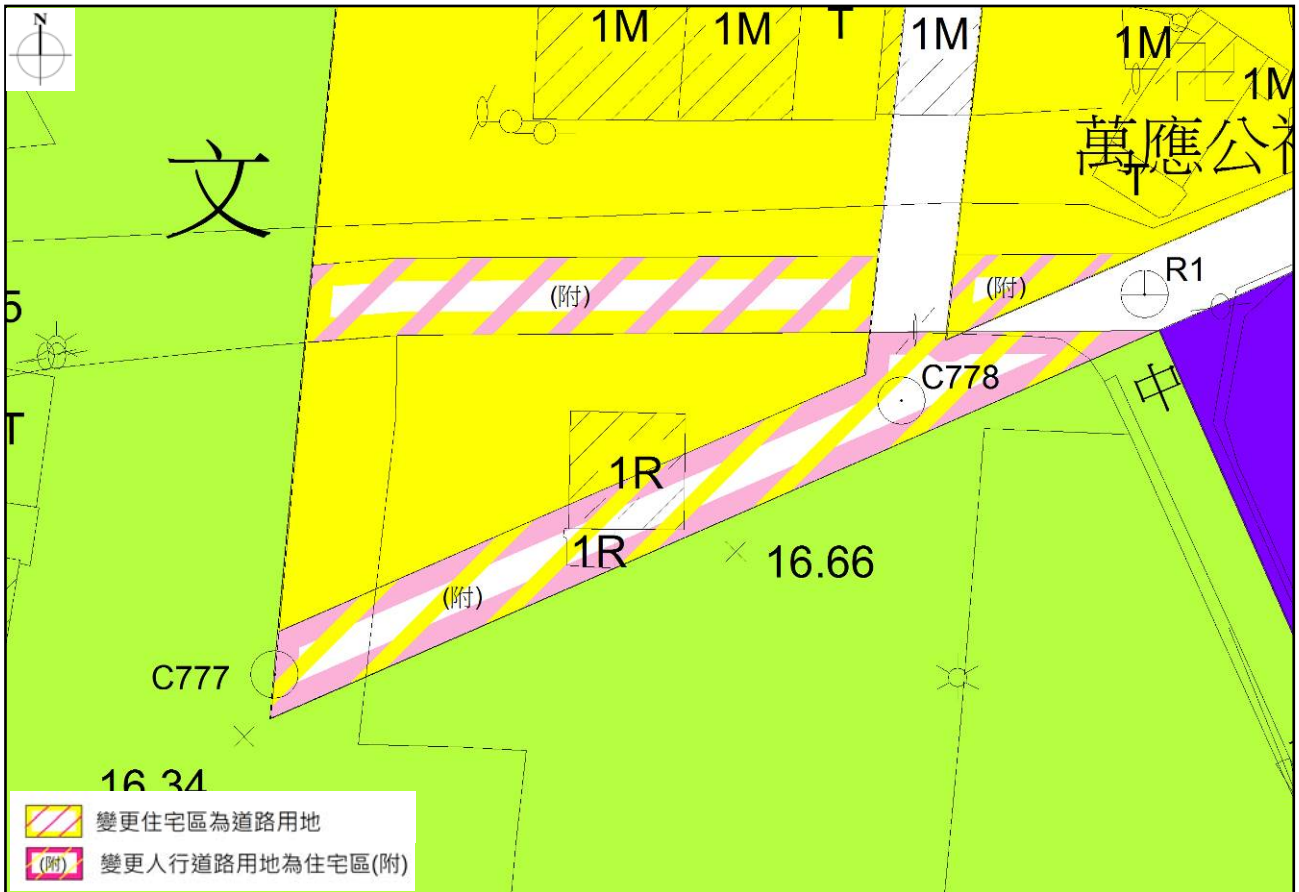 N
1M 1M T 1M 1M
1M
萬應公
T
文
(附) (附) R1
5
C778
中
T
1R
1R
16.66
(附)
C777
16.34
變更住宅區為道路用地
(附) 變更人行道路用地為住宅區(附)